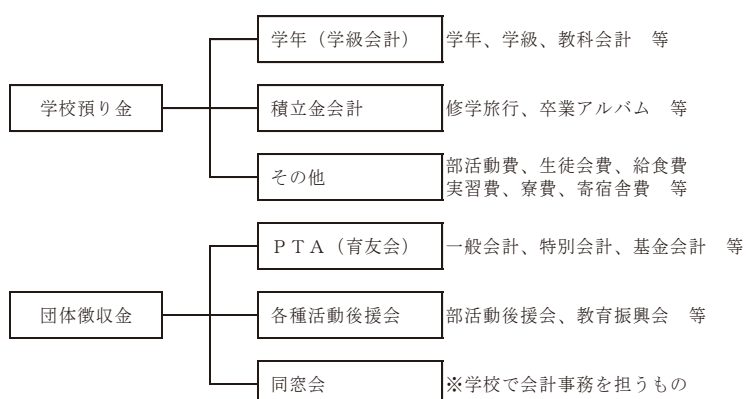 学年（学級会計）
学年、学級、教科会計　等
学校預り金
積立金会計
修学旅行、卒業アルバム　等
その他
部活動費、生徒会費、給食費
実習費、寮費、寄宿舎費　等
ＰＴＡ（育友会）
一般会計、特別会計、基金会計　等
団体徴収金
各種活動後援会
部活動後援会、教育振興会　等
同窓会
※学校で会計事務を担うもの